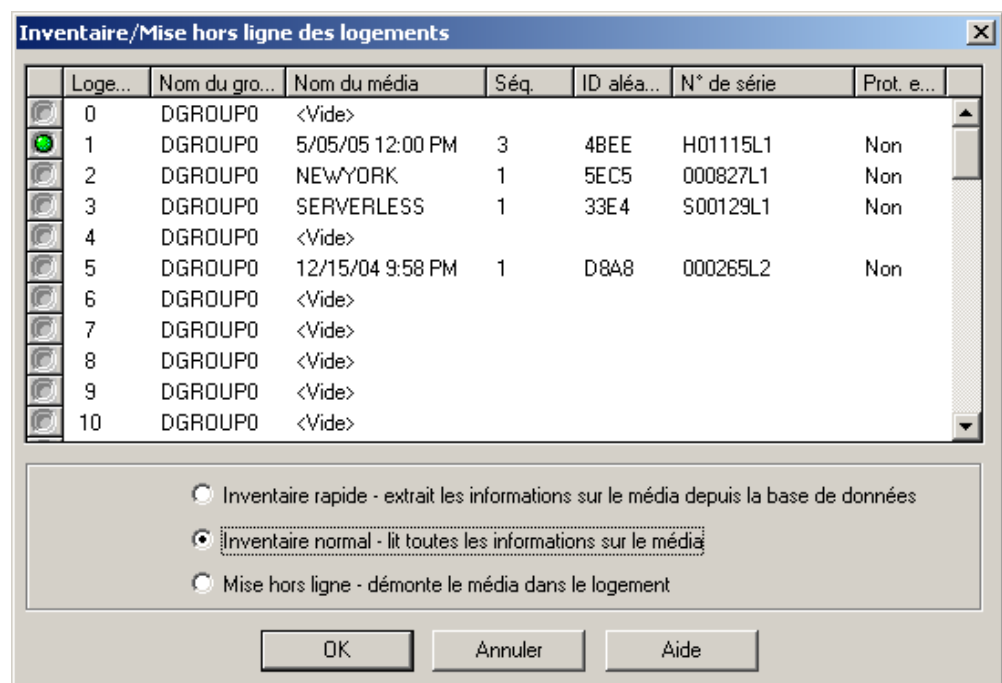 Inventaire/Mise hors ligne des logements
Loge... Nom du gro... Nom du média Séq. ID aléa... N° de série Prot. e...
0 DGROUP0 <Vide>
1 DGROUP0 5/05/05 12:00 PM 3 4BEE H01115L1 Non
2 DGROUP0 NEWYORK 1 5EC5 000827L1 Non
3 DGROUP0 SERVERLESS 1 33E4 S00129L1 Non
4 DGROUP0 <Vide>
5 DGROUP0 12/15/04 9:58 PM 1 D8A8 000265L2 Non
6 DGROUP0 <Vide>
7 DGROUP0 <Vide>
8 DGROUP0 <Vide>
9 DGROUP0 <Vide>
10 DGROUP0 <Vide>
Inventaire rapide - extrait les informations sur le média depuis la base de données
Inventaire normal - lit toutes les informations sur le média
Mise hors ligne - démonte le média dans le logement
OK Annuler Aide